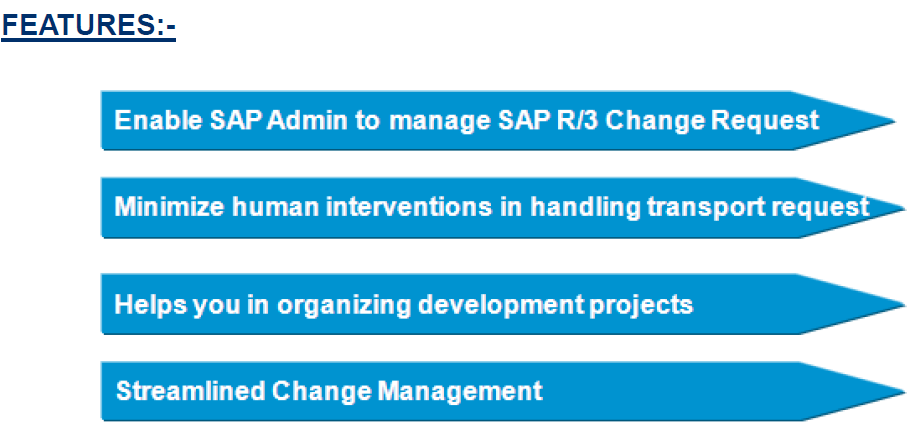 FEATURES:-
Enable SAP Admin to manage SAP R/3 Change Request
Minimize human interventions in handling transport request
Helps you in organizing development projects
Streamlined Change Management